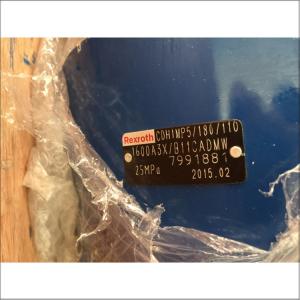 Rexroth CDH1MP5/180/110
1600A3X/B11CADMW
7991881
25MPa 2015.02